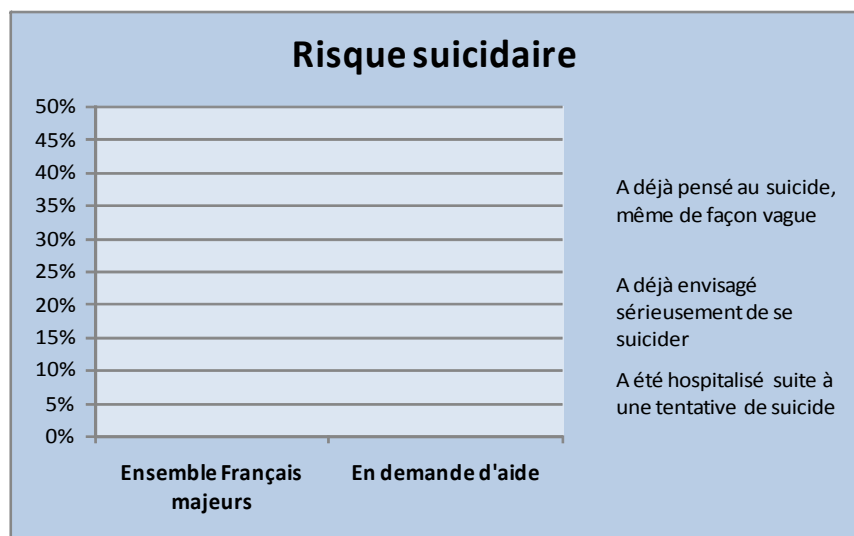 Risque suicidaire
50%
45%
40%
35%
30%
25%
20%
15%
10%
5%
0%
Ensemble Français
majeurs
En demande d'aide
A déjà pensé au suicide,
même de façon vague
A déjà envisagé
sérieusement de se
suicider
A été hospitalisé suite à
une tentative de suicide